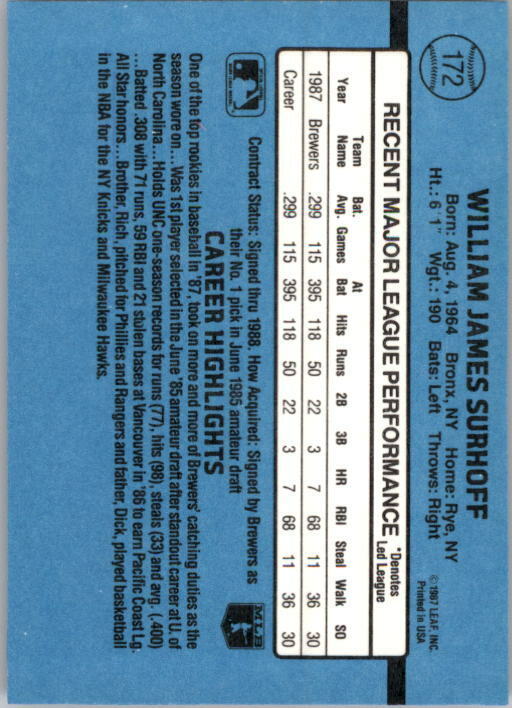 172
WILLIAM JAMES SURHOFF
Born: Aug. 4, 1964 Bronx, NY Home: Rye, NY
Ht.: 6'1" Wgt.: 190 Bats: Left Throws: Right
© 1987 LEAF, INC.
Printed in USA
RECENT MAJOR LEAGUE PERFORMANCE *Denotes Led League
Year Team Name Bat. Avg. Games At Bat Hits Runs 2B 3B HR RBI Steal Walk SO
1987 Brewers .299 115 395 118 50 22 3 7 68 11 36 30
Career .299 115 395 118 50 22 3 7 68 11 36 30
Contract Status: Signed thru 1988. How Acquired: Signed by Brewers as
their No. 1 pick in June 1985 amateur draft
MLB
CAREER HIGHLIGHTS
One of the top rookies in baseball in '87, took on more and more of Brewers' catching duties as the
season wore on....Was 1st player selected in the June '85 amateur draft after standout career at U. of
North Carolina...Holds UNC one-season records for runs (77), hits (98), steals (33) and avg. (.400)
....Batted .308 with 71 runs, 59 RBI and 21 stolen bases at Vancouver in '86 to earn Pacific Coast Lg.
All Star honors...Brother, Rich, pitched for Phillies and Rangers and father, Dick, played basketball
in the NBA for the NY Knicks and Milwaukee Hawks.